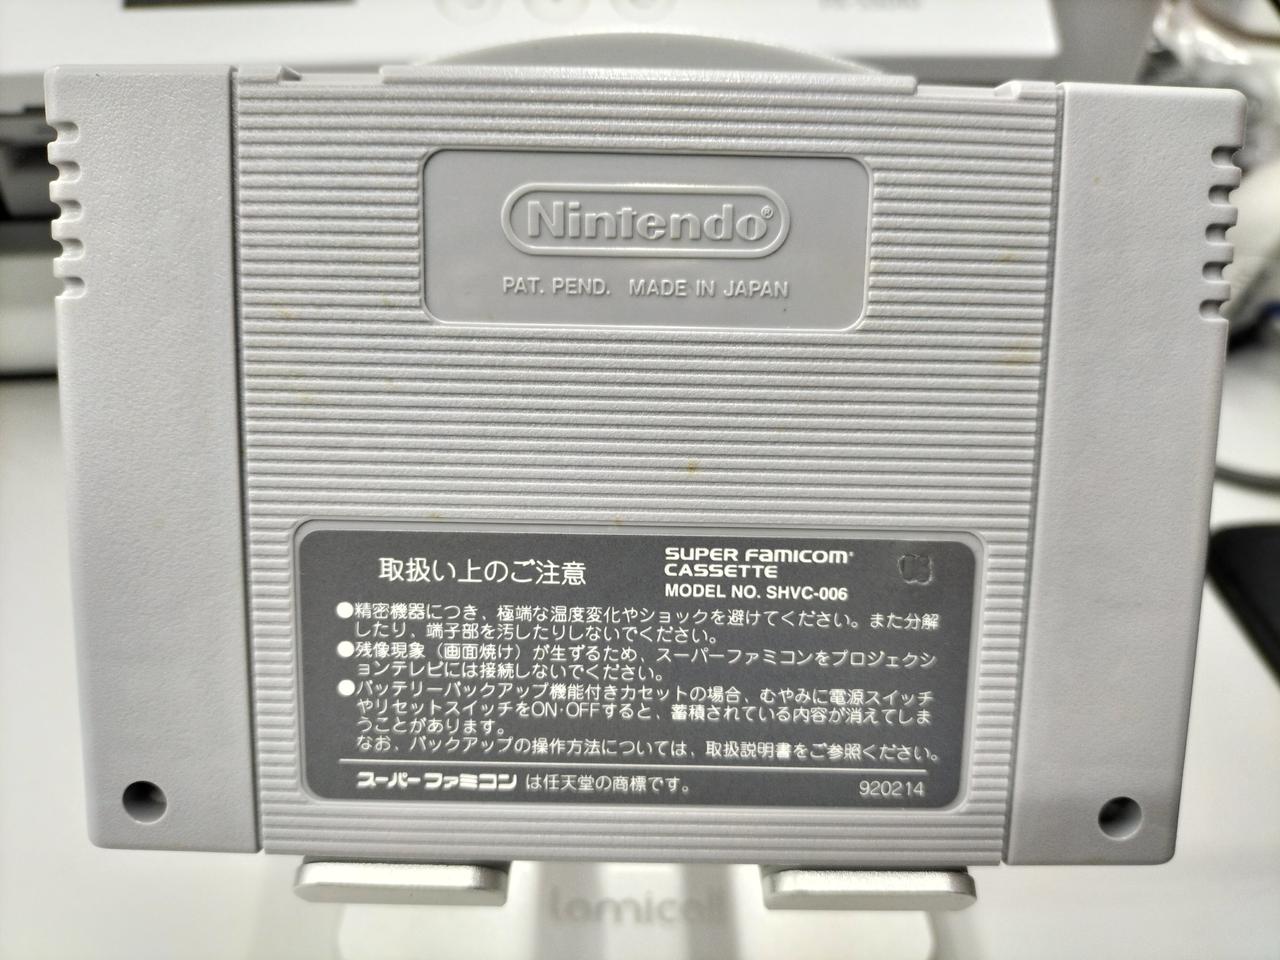 Nintendo®
PAT. PEND. MADE IN JAPAN
取扱い上のご注意
SUPER FAMICOM®
CASSETTE
MODEL NO. SHVC-006
●精密機器につき、極端な温度変化やショックを避けてください。また分解
したり、端子部を汚したりしないでください。
●残像現象（画面焼け）が生ずるため、スーパーファミコンをプロジェクシ
ョンテレビには接続しないでください。
●バッテリーバックアップ機能付きカセットの場合、むやみに電源スイッチ
やリセットスイッチをON·OFFすると、蓄積されている内容が消えてしま
うことがあります。
なお、バックアップの操作方法については、取扱説明書をご参照ください。
スーパーファミコン は任天堂の商標です。
920214
lamicall